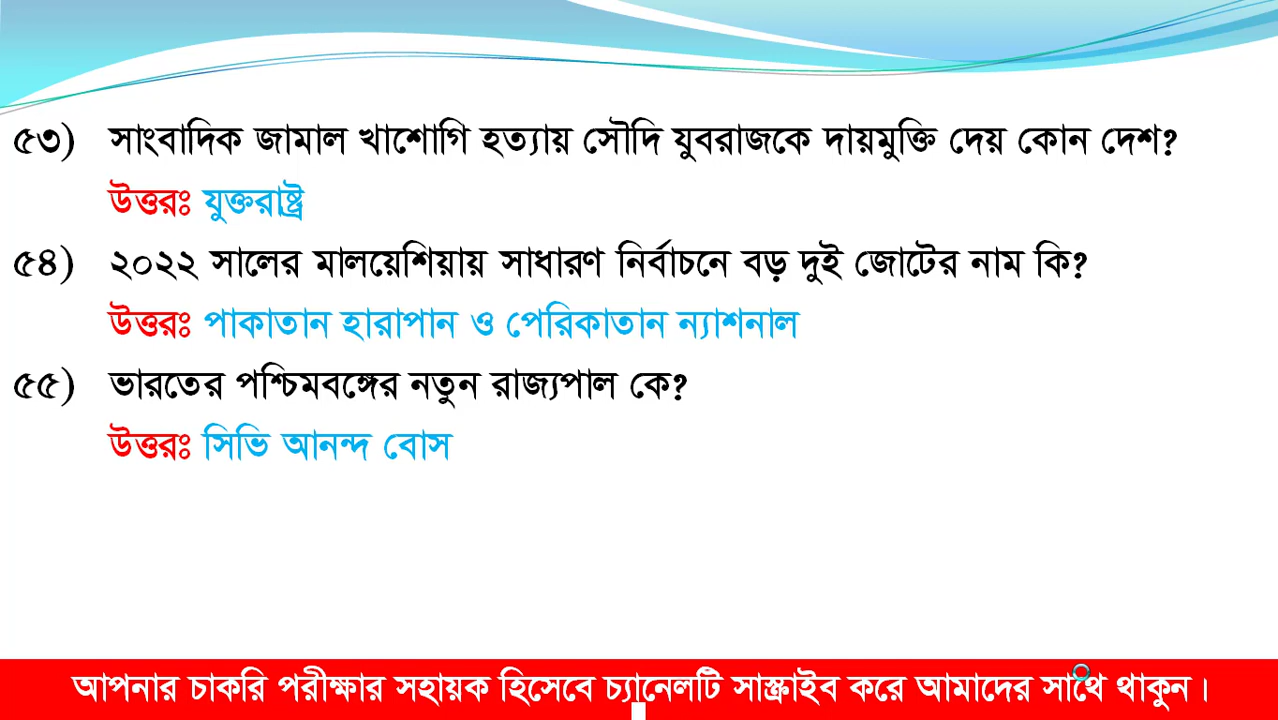 ৫৩) সাংবাদিক জামাল খাশোগি হত্যায় সৌদি যুবরাজকে দায়মুক্তি দেয় কোন দেশ?
উত্তরঃ যুক্তরাষ্ট্র
৫৪) ২০২২ সালের মালয়েশিয়ায় সাধারণ নির্বাচনে বড় দুই জোটের নাম কি?
উত্তরঃ পাকাতান হারাপান ও পেরিকাতান ন্যাশনাল
৫৫) ভারতের পশ্চিমবঙ্গের নতুন রাজ্যপাল কে?
উত্তরঃ সিভি আনন্দ বোস
আপনার চাকরি পরীক্ষার সহায়ক হিসেবে চ্যানেলটি সাস্ক্রাইব করে আমাদের সাথে থাকুন।